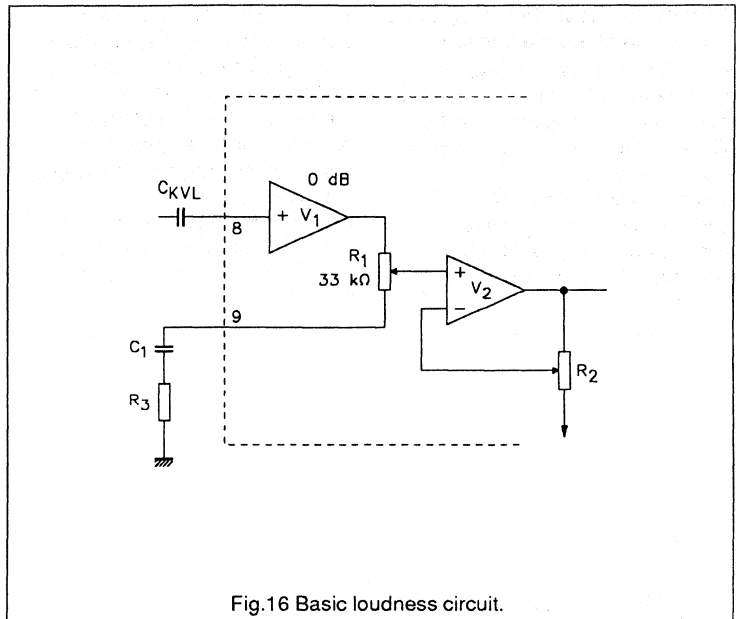 0 dB
C_KVL
8
+ V_1
R_1
33 kΩ
+
V_2
−
9
C_1
R_3
R_2
Fig.16 Basic loudness circuit.